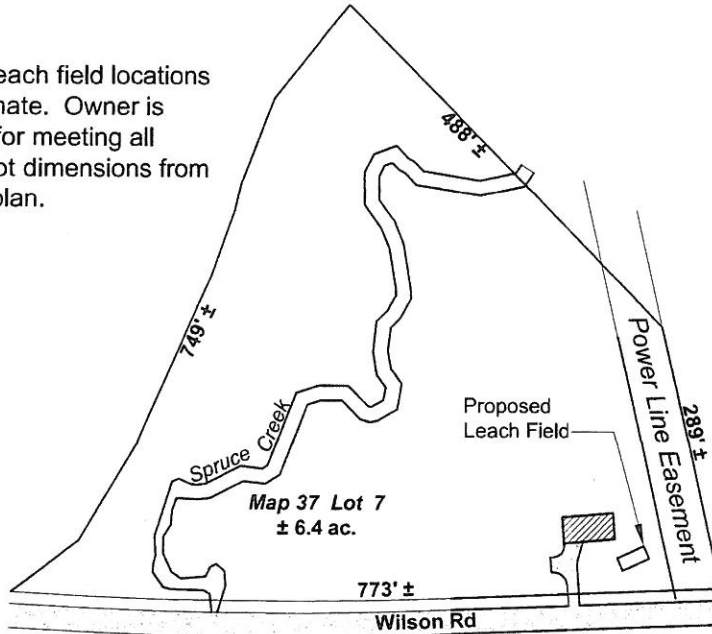 each field locations
nate. Owner is
for meeting all
ot dimensions from
plan.
488' ±
749' ±
Spruce Creek
Map 37 Lot 7
± 6.4 ac.
Proposed
Leach Field
Power Line Easement
289' ±
773' ±
Wilson Rd